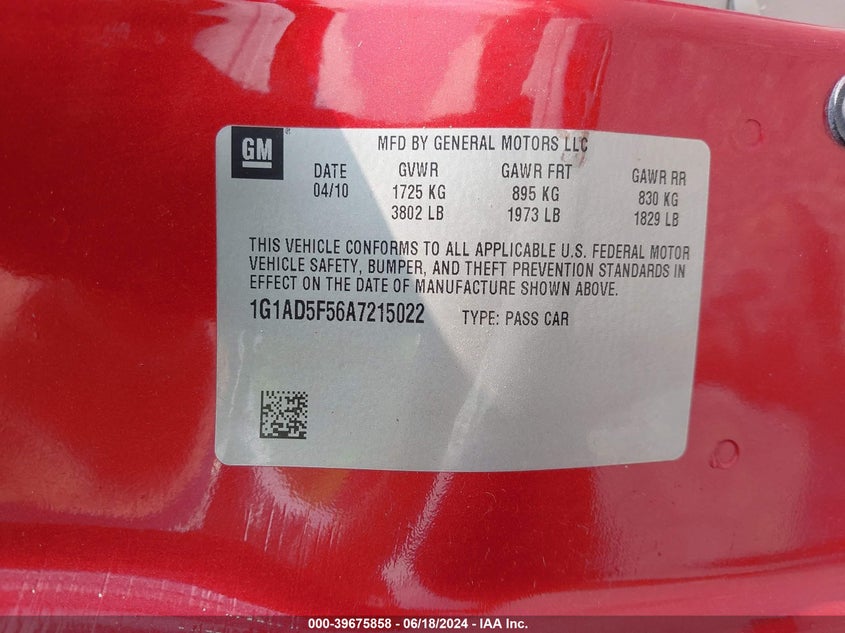 GM
MFD BY GENERAL MOTORS LLC
DATE GVWR GAWR FRT GAWR RR
04/10 1725 KG 895 KG 830 KG
3802 LB 1973 LB 1829 LB
THIS VEHICLE CONFORMS TO ALL APPLICABLE U.S. FEDERAL MOTOR
VEHICLE SAFETY, BUMPER, AND THEFT PREVENTION STANDARDS IN
EFFECT ON THE DATE OF MANUFACTURE SHOWN ABOVE.
1G1AD5F56A7215022 TYPE: PASS CAR
000-39675858 - 06/18/2024 - IAA Inc.